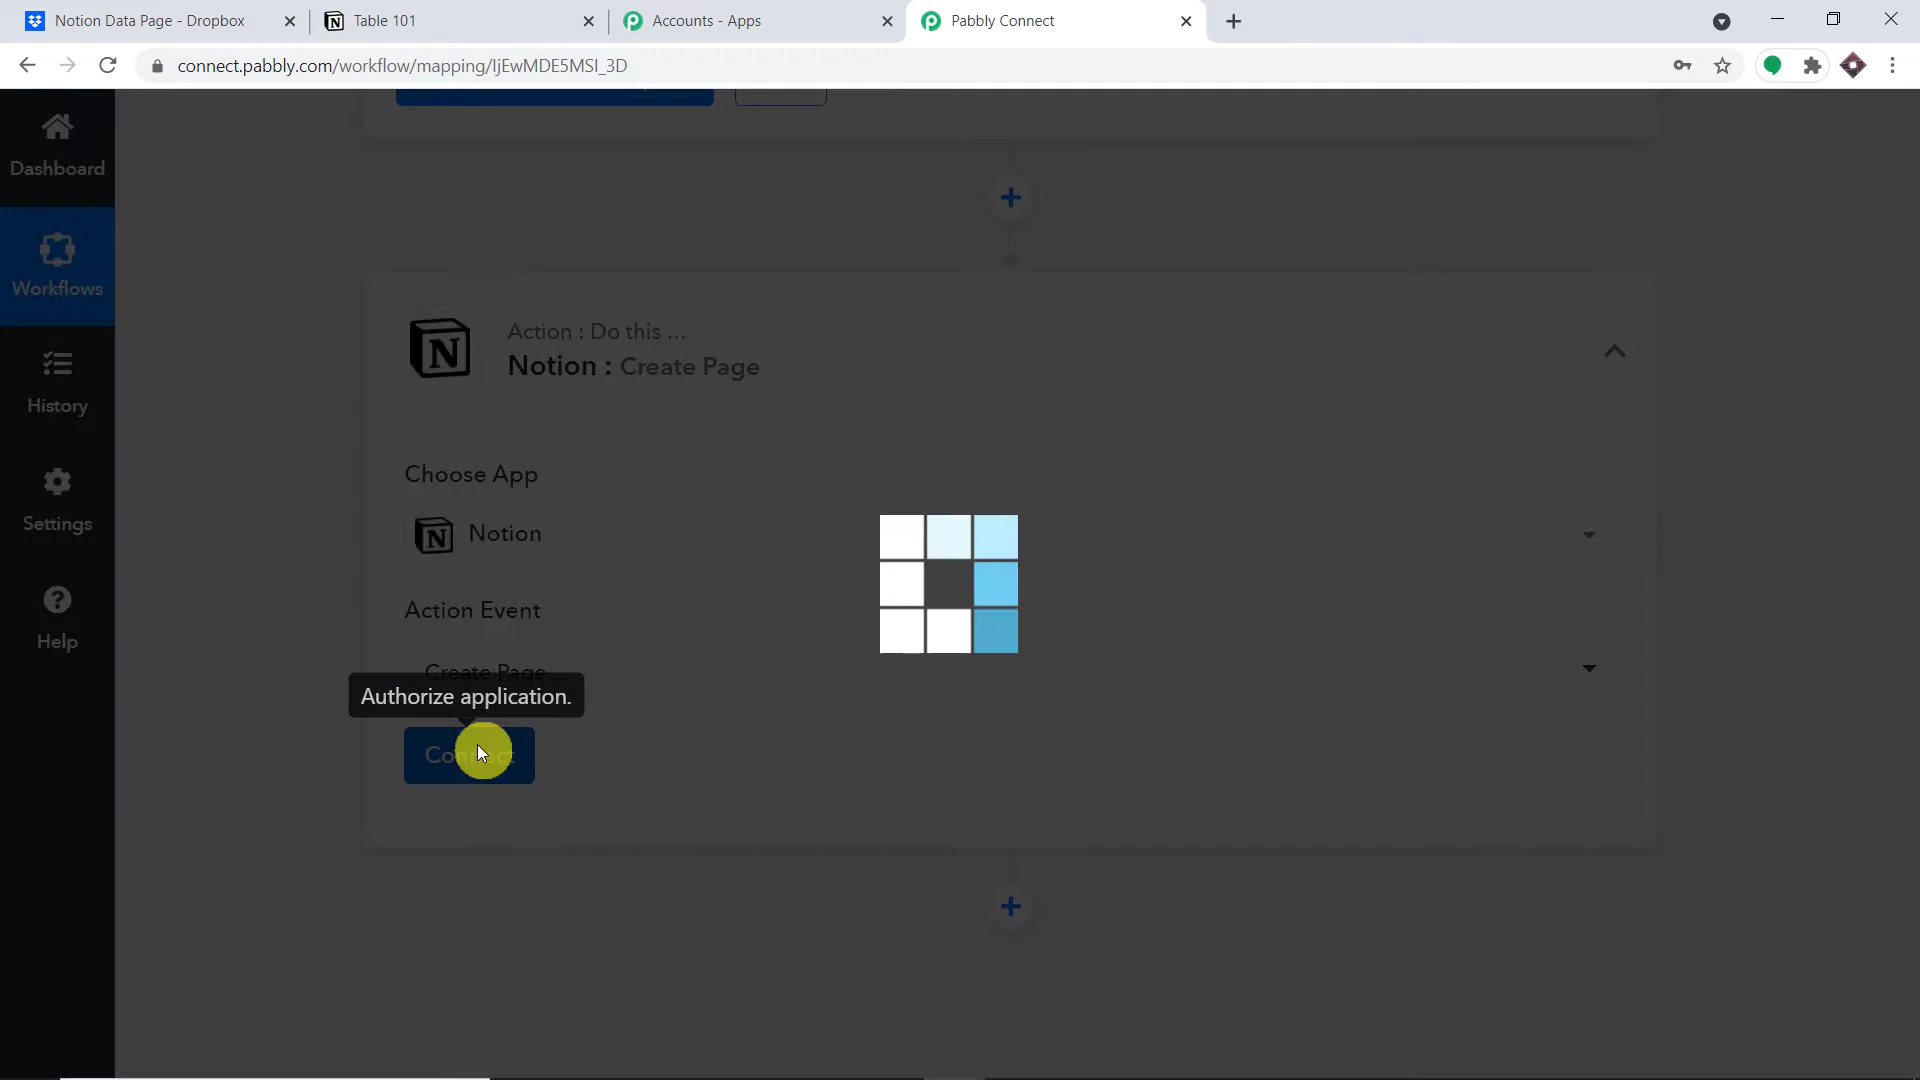 Notion Data Page - Dropbox
Table 101
Accounts - Apps
Pabbly Connect
connect.pabbly.com/workflow/mapping/IjEwMDE5MSI_3D
Dashboard
Workflows
History
Settings
Help
Action : Do this ...
Notion : Create Page
Choose App
Notion
Action Event
Create Page
Authorize application.
Connect